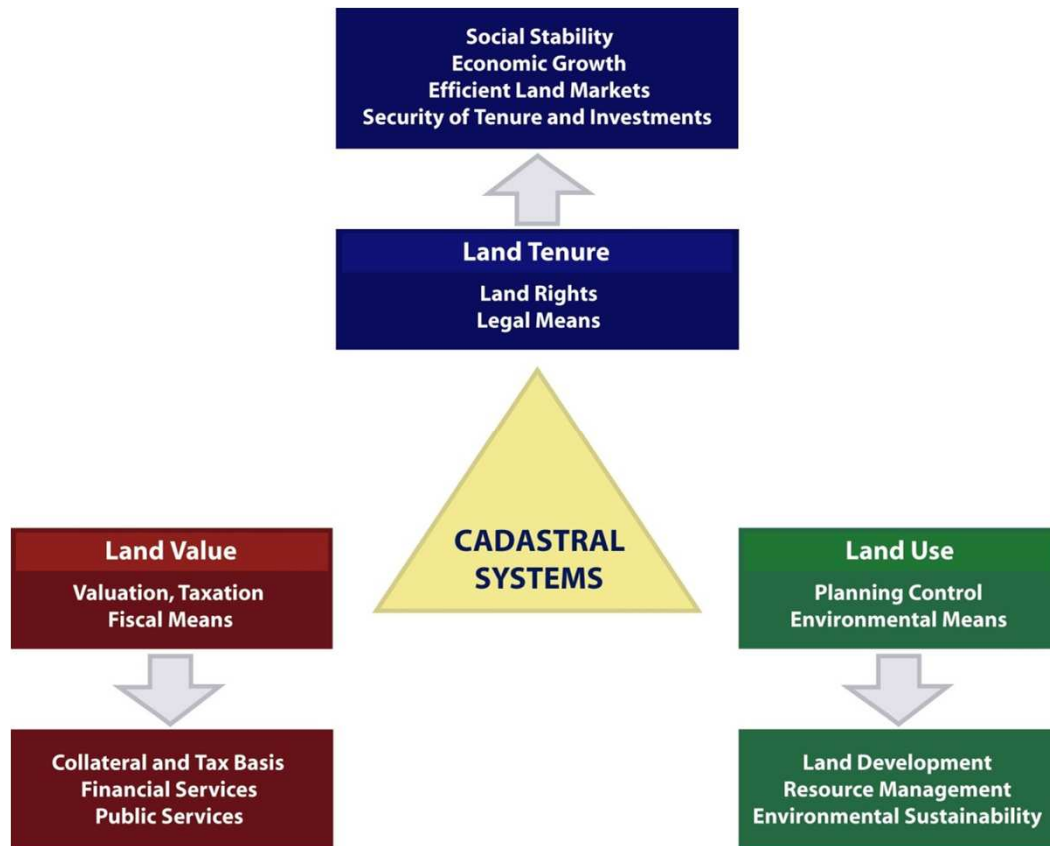 Social Stability
Economic Growth
Efficient Land Markets
Security of Tenure and Investments
Land Tenure
Land Rights
Legal Means
CADASTRAL
SYSTEMS
Land Value
Valuation, Taxation
Fiscal Means
Land Use
Planning Control
Environmental Means
Collateral and Tax Basis
Financial Services
Public Services
Land Development
Resource Management
Environmental Sustainability